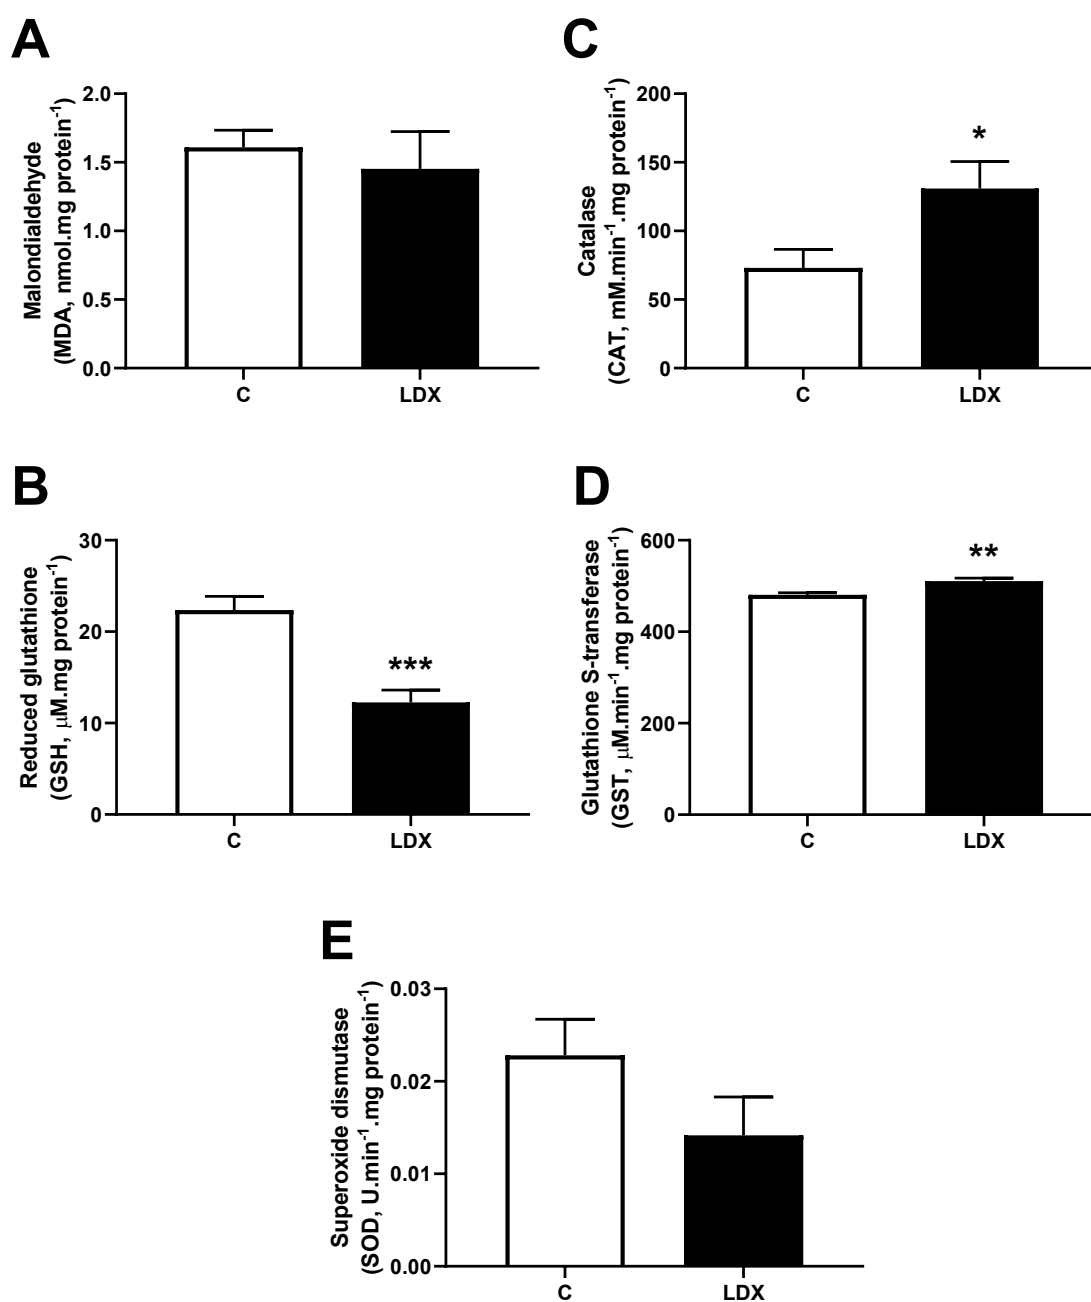 A
Malondialdehyde
(MDA, nmol.mg protein⁻¹)
2.0
1.5
1.0
0.5
0.0
C
LDX
C
Catalase
(CAT, mM.min⁻¹.mg protein⁻¹)
200
150
100
50
0
*
C
LDX
B
Reduced glutathione
(GSH, µM.mg protein⁻¹)
30
20
10
0
***
C
LDX
D
Glutathione S-transferase
(GST, µM.min⁻¹.mg protein⁻¹)
600
400
200
0
**
C
LDX
E
Superoxide dismutase
(SOD, U.min⁻¹.mg protein⁻¹)
0.03
0.02
0.01
0.00
C
LDX